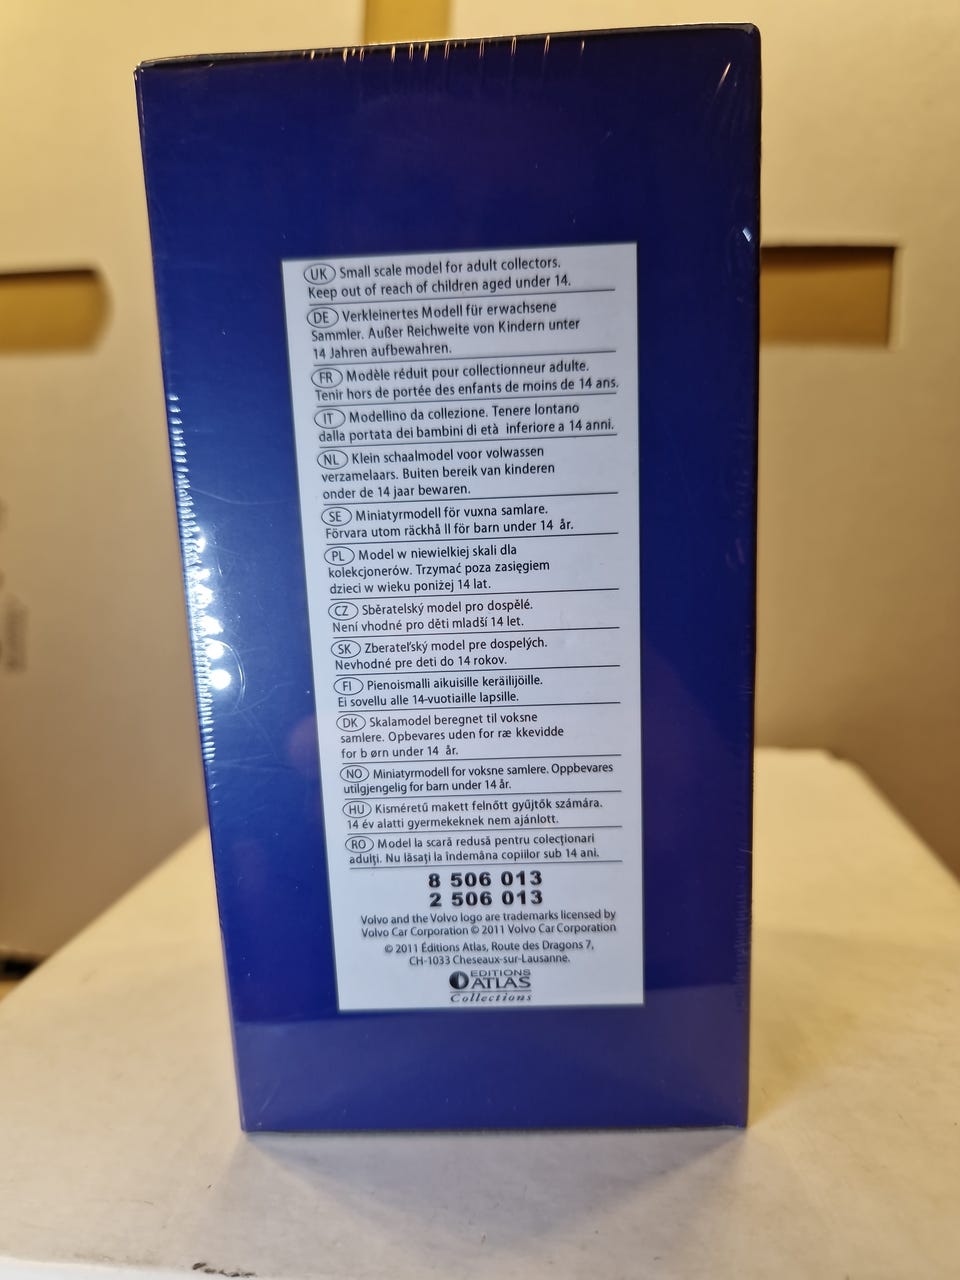 UK Small scale model for adult collectors.
Keep out of reach of children aged under 14.
DE Verkleinertes Modell für erwachsene
Sammler. Außer Reichweite von Kindern unter
14 Jahren aufbewahren.
FR Modèle réduit pour collectionneur adulte.
Tenir hors de portée des enfants de moins de 14 ans.
IT Modellino da collezione. Tenere lontano
dalla portata dei bambini di età inferiore a 14 anni.
NL Klein schaalmodel voor volwassen
verzamelaars. Buiten bereik van kinderen
onder de 14 jaar bewaren.
SE Miniatyrmodell för vuxna samlare.
Förvara utom räckhå ll för barn under 14 år.
PL Model w niewielkiej skali dla
kolekcjonerów. Trzymać poza zasięgiem
dzieci w wieku poniżej 14 lat.
CZ Sběratelský model pro dospělé.
Není vhodné pro děti mladší 14 let.
SK Zberateľský model pre dospelých.
Nevhodné pre deti do 14 rokov.
FI Pienoismalli aikuisille keräilijöille.
Ei sovellu alle 14-vuotiaille lapsille.
DK Skalamodel beregnet til voksne
samlere. Opbevares uden for ræ kkevidde
for b ørn under 14 år.
NO Miniatyrmodell for voksne samlere. Oppbevares
utilgjengelig for barn under 14 år.
HU Kisméretű makett felnőtt gyűjtők számára.
14 év alatti gyermekeknek nem ajánlott.
RO Model la scară redusă pentru colecționari
adulți. Nu lăsați la îndemâna copiilor sub 14 ani.
8 506 013
2 506 013
Volvo and the Volvo logo are trademarks licensed by
Volvo Car Corporation © 2011 Volvo Car Corporation
© 2011 Éditions Atlas, Route des Dragons 7,
CH-1033 Cheseaux-sur-Lausanne.
EDITIONS
ATLAS
Collections